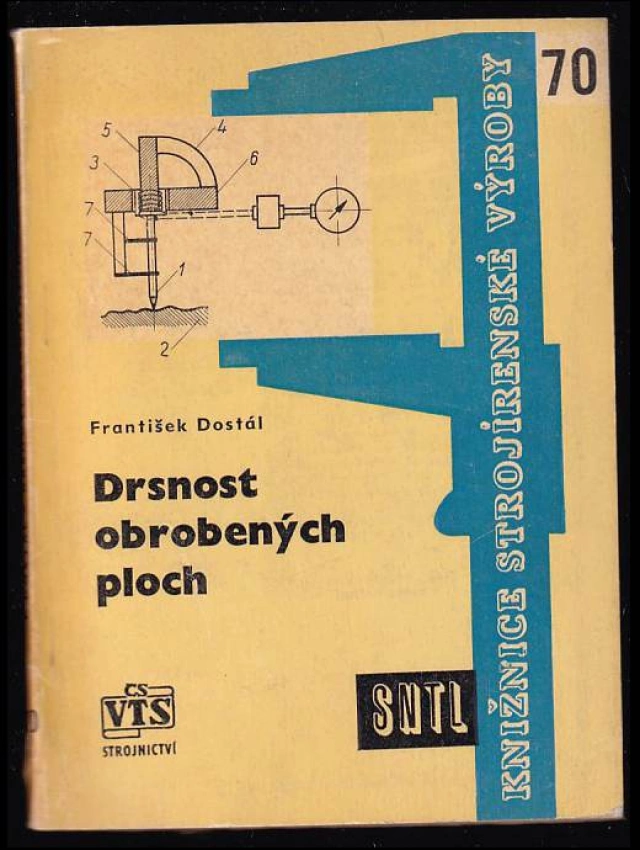 70
5
4
3
6
7
7
1
2
František Dostál
Drsnost
obrobených
ploch
ČS
VTS
STROJNICTVÍ
SNTL
KNÍŽNICE STROJÍRENSKÉ VÝROBY